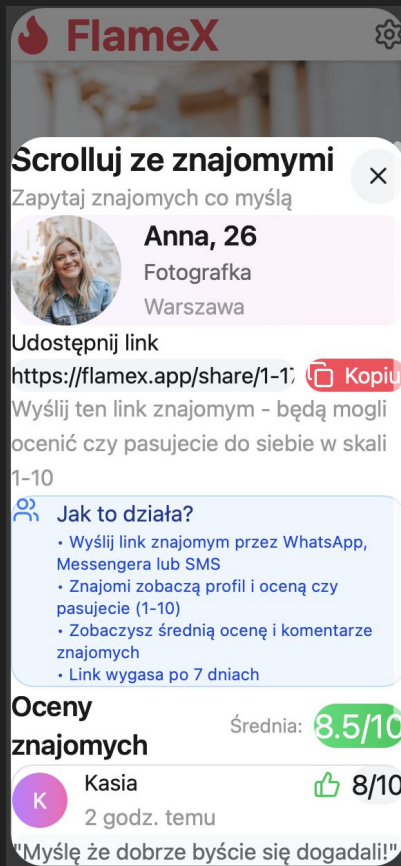 FlameX
Scrolluj ze znajomymi
Zapytaj znajomych co myślą
Anna, 26
Fotografka
Warszawa
Udostępnij link
https://flamex.app/share/1-17
Kopiu
Wyślij ten link znajomym - będą mogli
ocenić czy pasujecie do siebie w skali
1-10
Jak to działa?
• Wyślij link znajomym przez WhatsApp,
Messengera lub SMS
• Znajomi zobaczą profil i oceną czy
pasujecie (1-10)
• Zobaczysz średnią ocenę i komentarze
znajomych
• Link wygasa po 7 dniach
Oceny
znajomych
Średnia:
8.5/10
K
Kasia
8/10
2 godz. temu
"Myślę że dobrze byście się dogadali!"